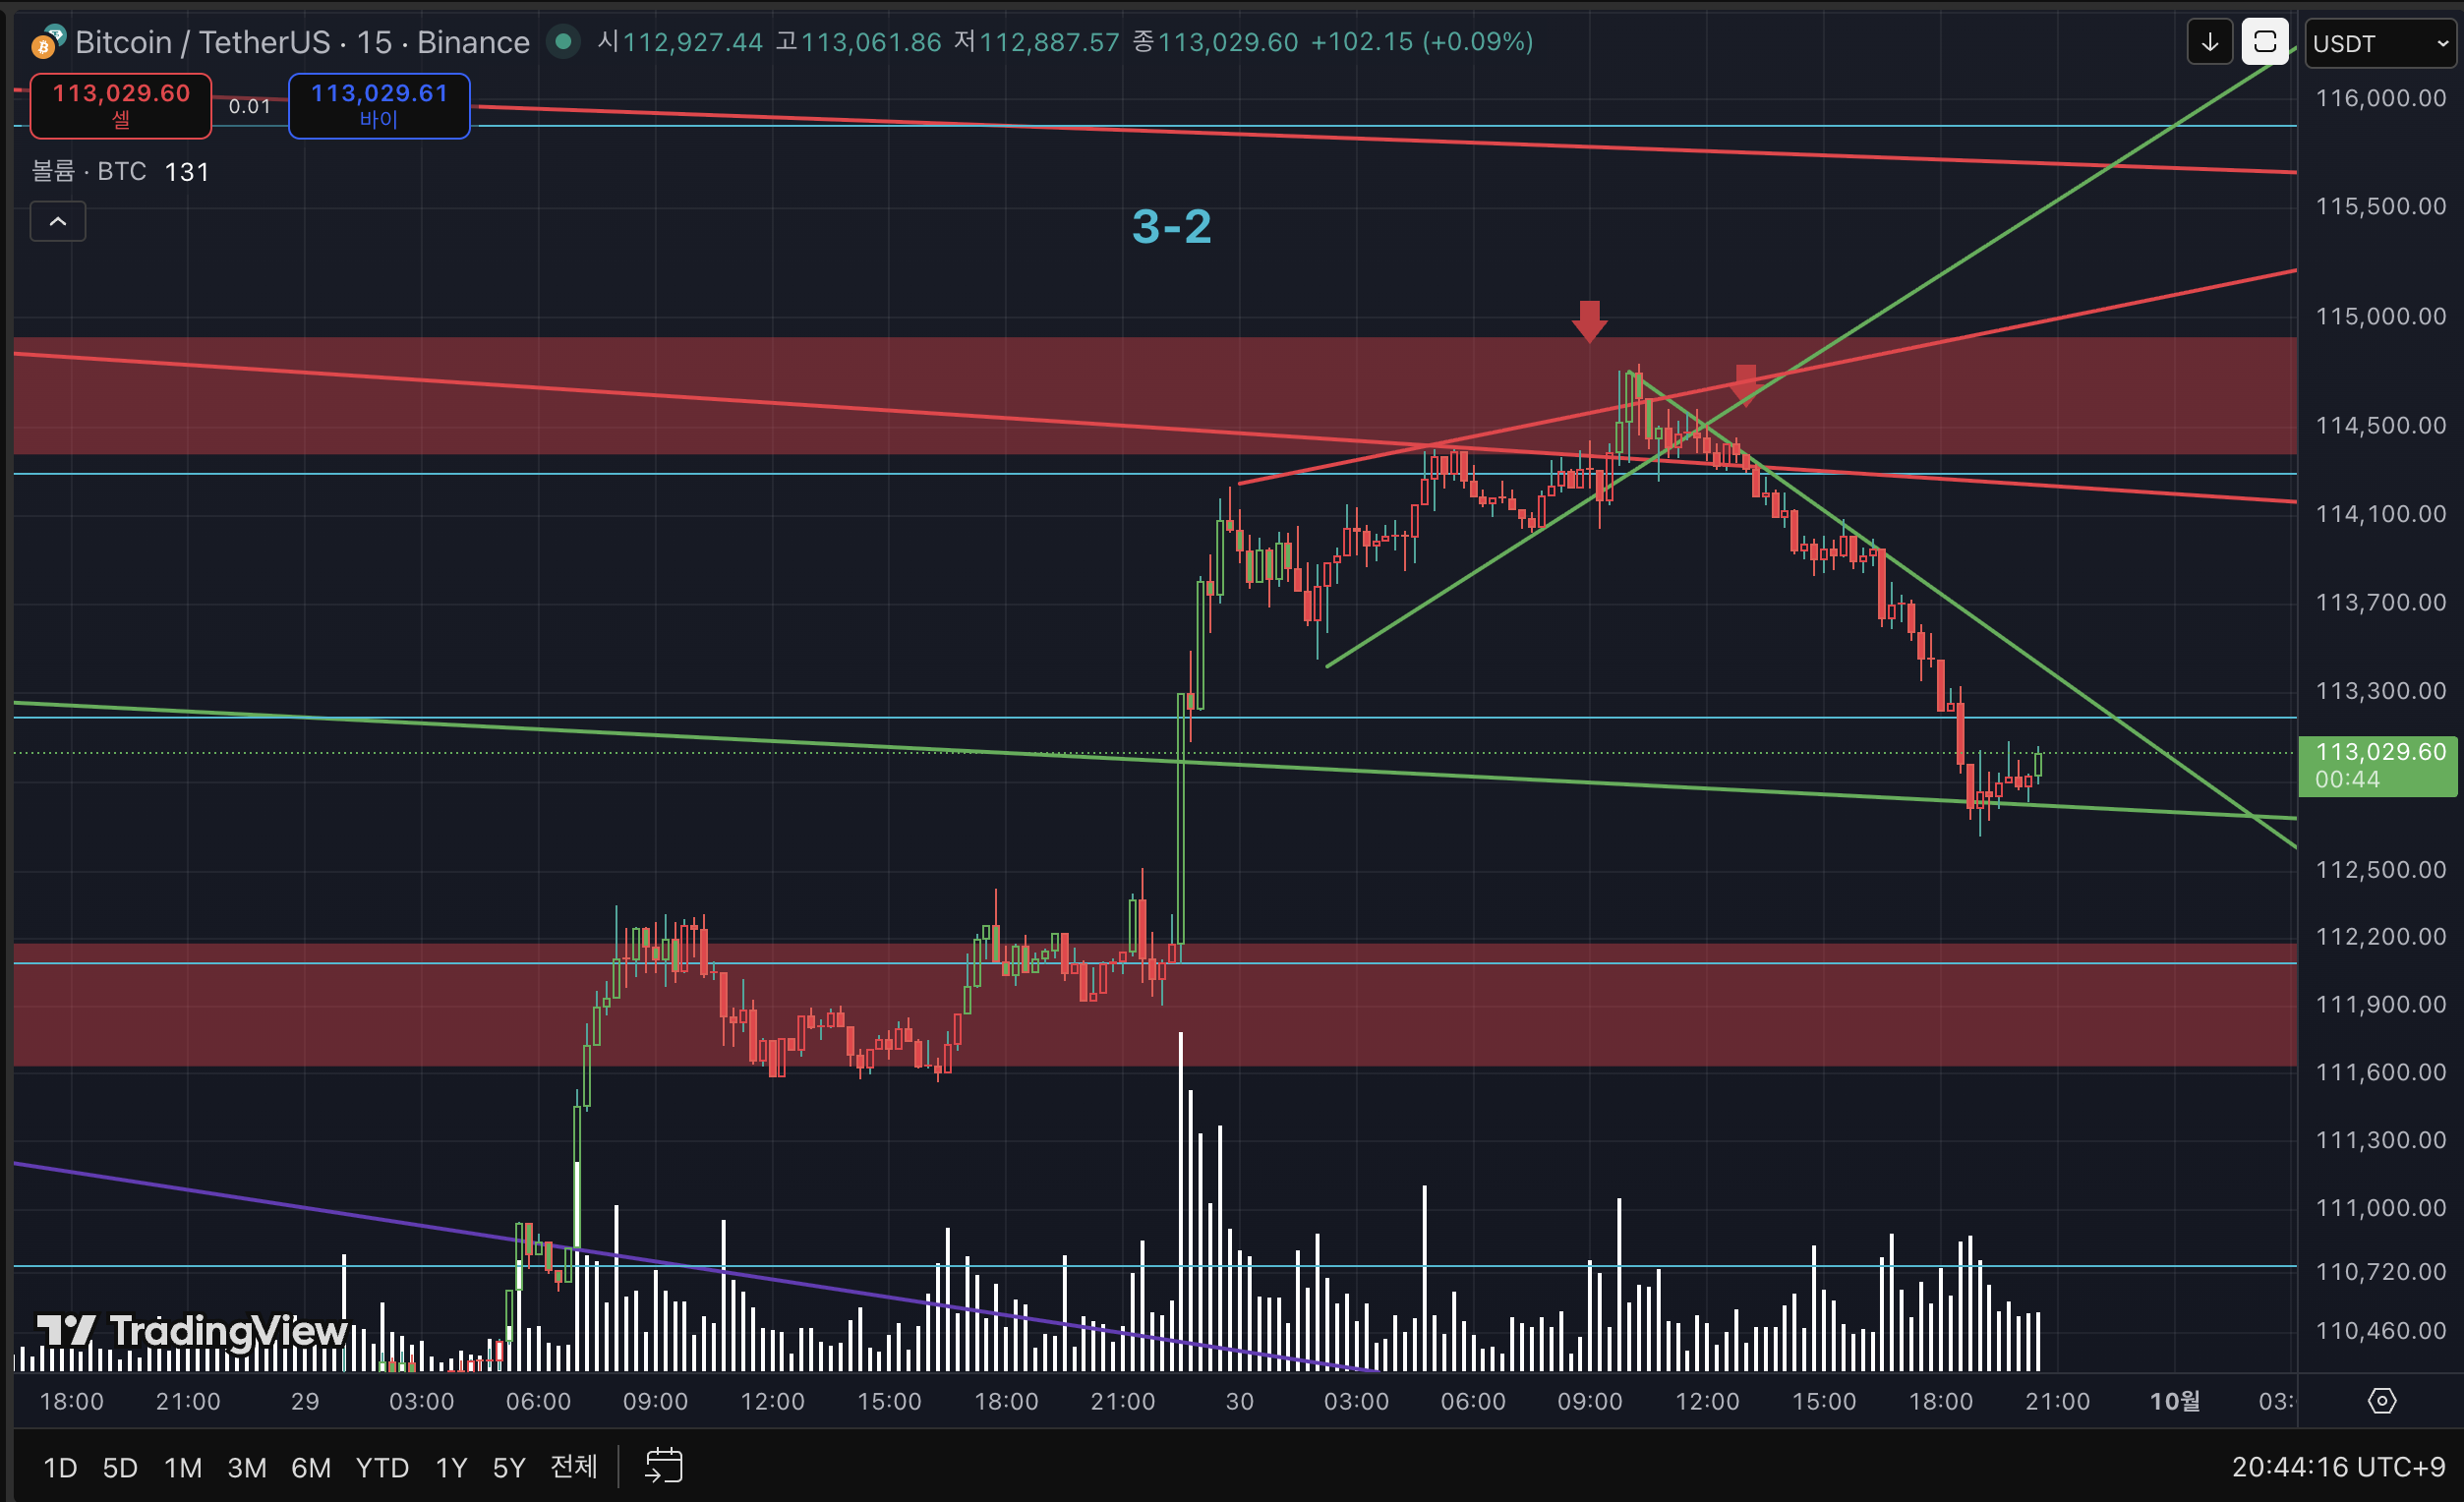 Bitcoin / TetherUS · 15 · Binance 시112,927.44 고113,061.86 저112,887.57 종113,029.60 +102.15 (+0.09%)
USDT
113,029.60
셀
0.01
113,029.61
바이
볼륨 · BTC 131
3-2
116,000.00
115,500.00
115,000.00
114,500.00
114,100.00
113,700.00
113,300.00
113,029.60
00:44
112,500.00
112,200.00
111,900.00
111,600.00
111,300.00
111,000.00
110,720.00
110,460.00
TradingView
18:00 21:00 29 03:00 06:00 09:00 12:00 15:00 18:00 21:00 30 03:00 06:00 09:00 12:00 15:00 18:00 21:00 10월 03:
1D 5D 1M 3M 6M YTD 1Y 5Y 전체
20:44:16 UTC+9